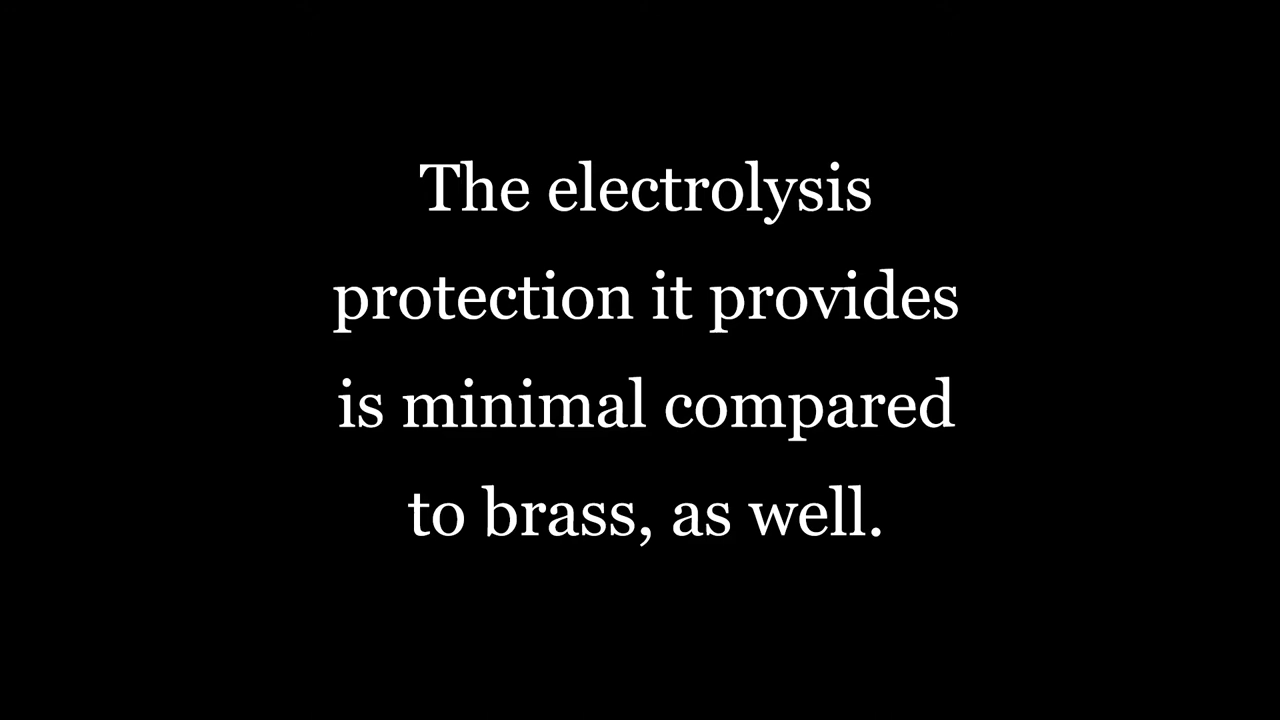 The electrolysis
protection it provides
is minimal compared
to brass, as well.